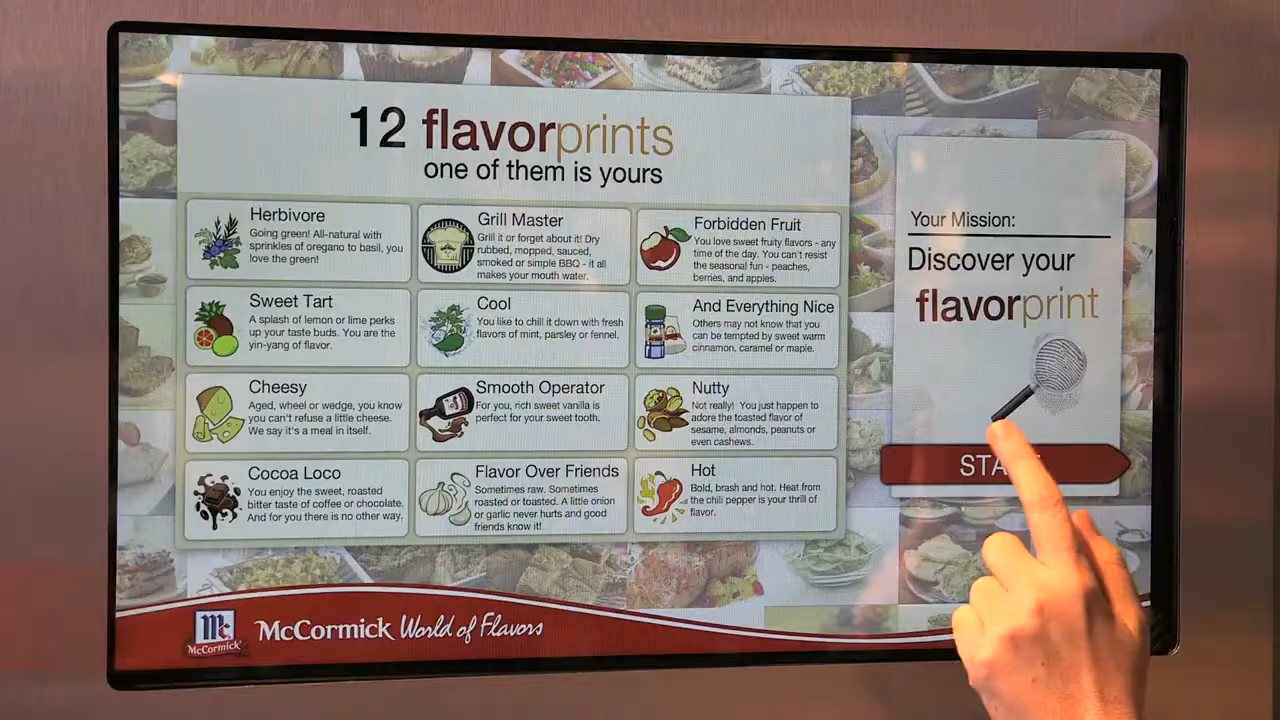 12 flavorprints
one of them is yours
Herbivore
Going green! All-natural with
sprinkles of oregano to basil, you
love the green!
Grill Master
Grill it or forget about it! Dry
rubbed, mopped, sauced,
smoked or simple BBQ - it all
makes your mouth water.
Forbidden Fruit
You love sweet fruity flavors - any
time of the day. You can't resist
the seasonal fun - peaches,
berries, and apples.
Sweet Tart
A splash of lemon or lime perks
up your taste buds. You are the
yin-yang of flavor.
Cool
You like to chill it down with fresh
flavors of mint, parsley or fennel.
And Everything Nice
Others may not know that you
can be tempted by sweet warm
cinnamon, caramel or maple.
Cheesy
Aged, wheel or wedge, you know
you can't refuse a little cheese.
We say it's a meal in itself.
Smooth Operator
For you, rich sweet vanilla is
perfect for your sweet tooth.
Nutty
Not really! You just happen to
adore the toasted flavor of
sesame, almonds, peanuts or
even cashews.
Cocoa Loco
You enjoy the sweet, roasted
bitter taste of coffee or chocolate.
And for you there is no other way.
Flavor Over Friends
Sometimes raw. Sometimes
roasted or toasted. A little onion
or garlic never hurts and good
friends know it!
Hot
Bold, brash and hot. Heat from
the chili pepper is your thrill of
flavor.
Your Mission:
Discover your
flavorprint
Mc
McCormick
McCormick World of Flavors